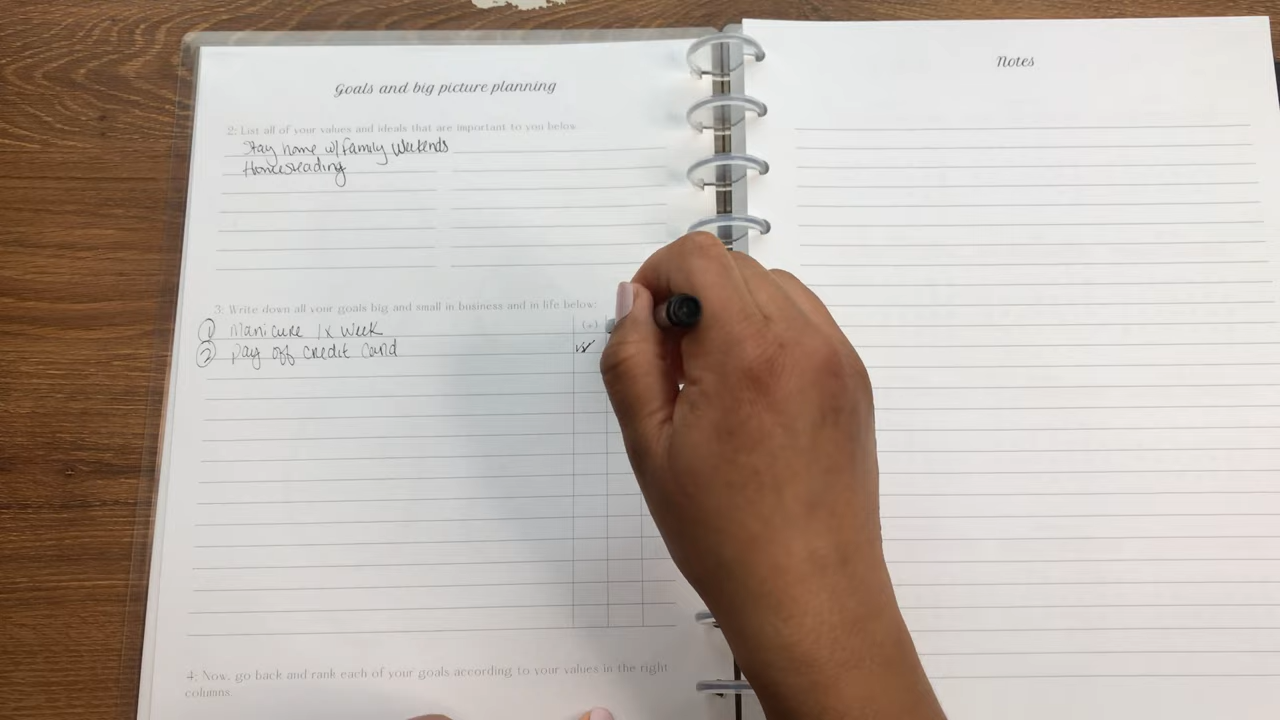 Goals and big picture planning
2: List all of your values and ideals that are important to you below.
Stay home w/ family Weekends
Homesteading
3: Write down all your goals big and small in business and in life below:
① Manicure 1x Week
(✓)
② pay off credit card
4: Now, go back and rank each of your goals according to your values in the right
columns.
Notes